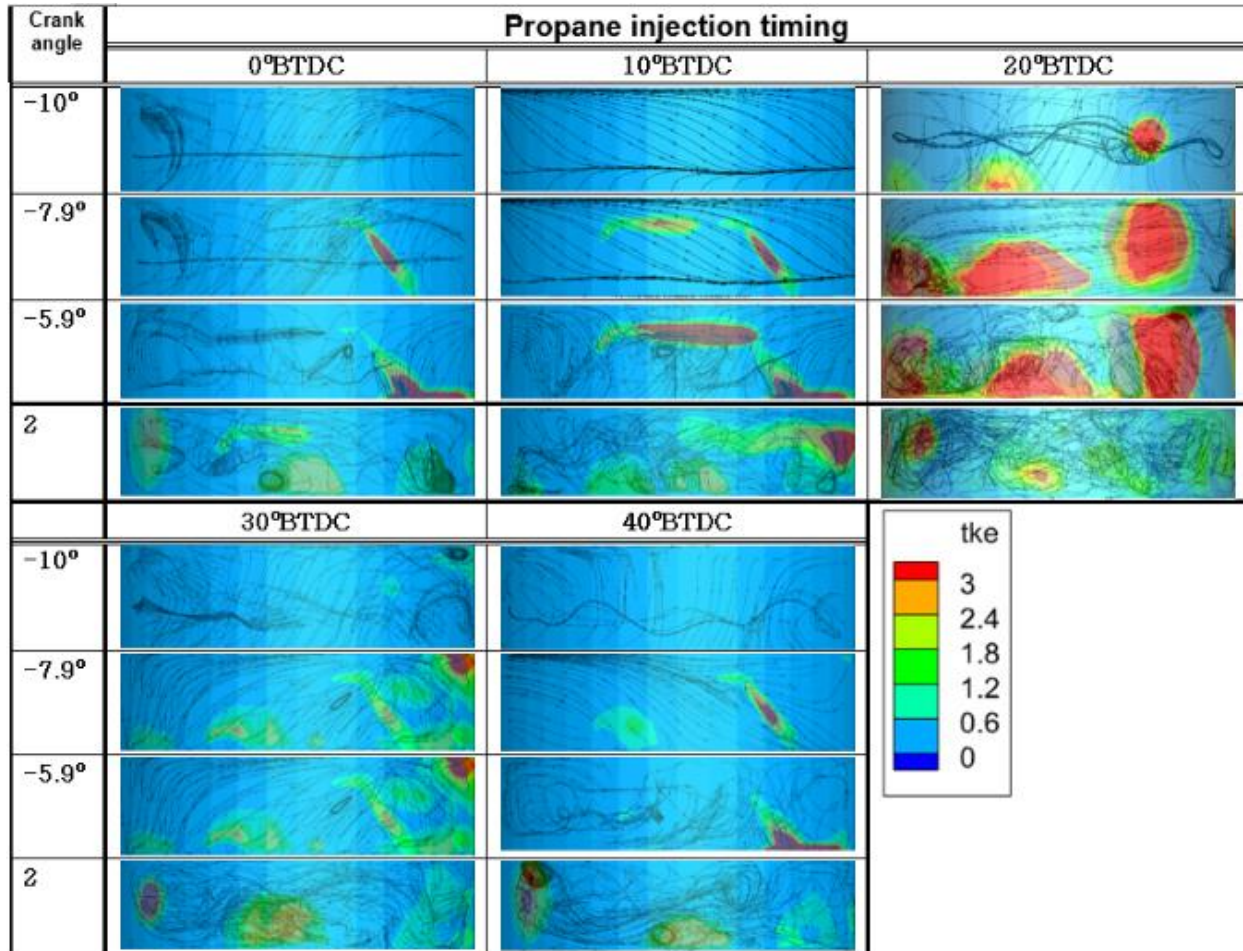 Crank angle
Propane injection timing
0°BTDC 10°BTDC 20°BTDC
-10°
-7.9°
-5.9°
2
30°BTDC 40°BTDC
-10°
-7.9°
-5.9°
2
tke
3
2.4
1.8
1.2
0.6
0